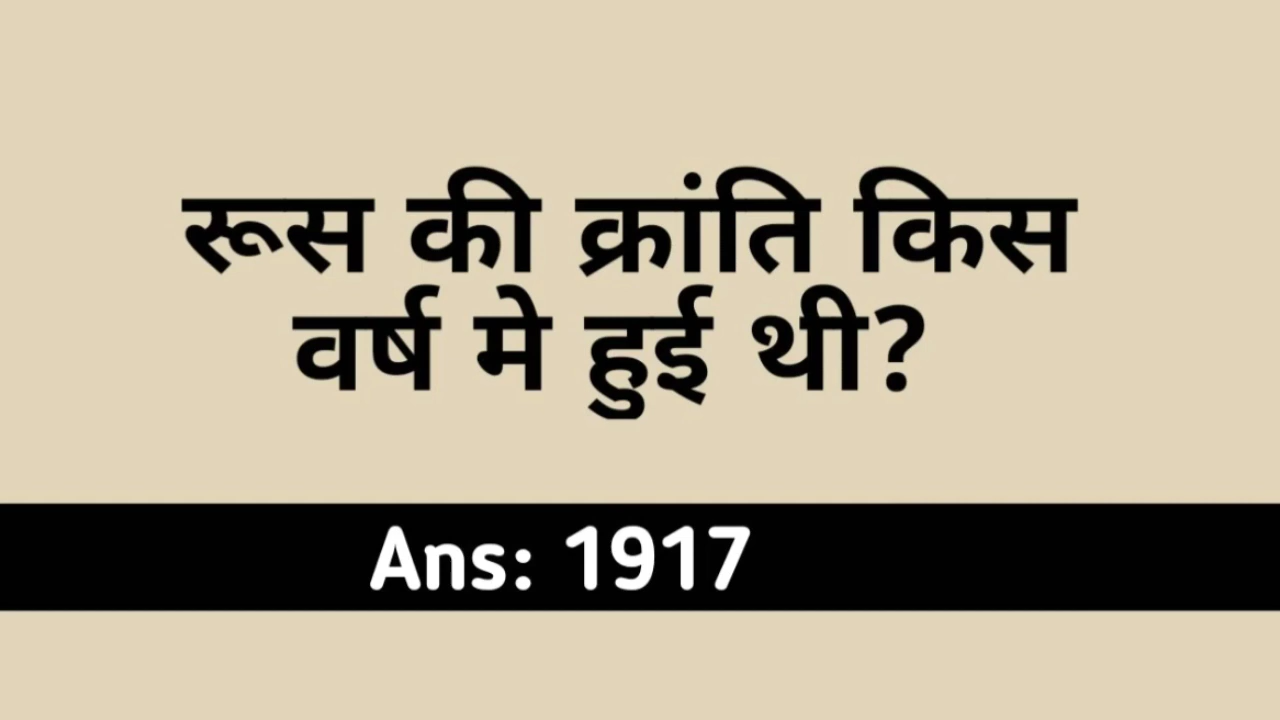 रूस की क्रांति किस
वर्ष मे हुई थी?
Ans: 1917